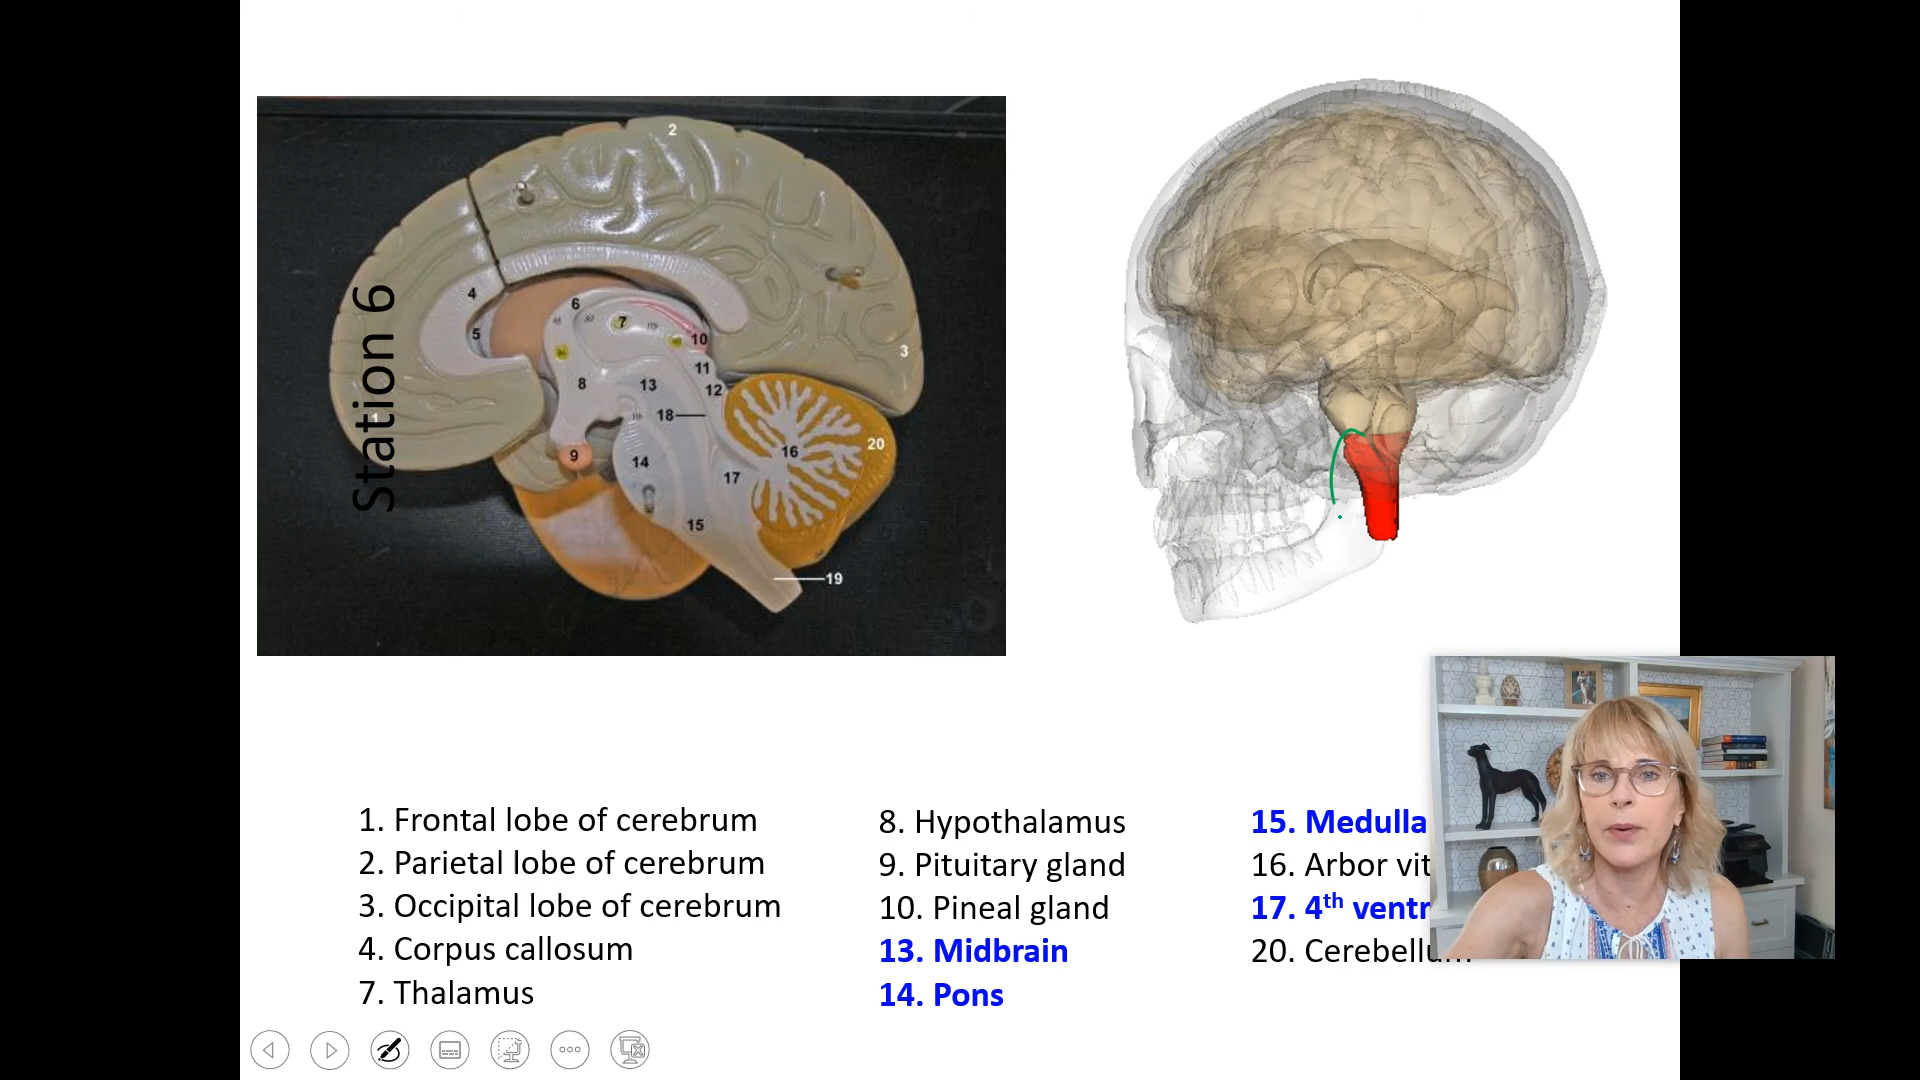 Station 6
2
4
6
7
5
10
3
11
8
13
12
18
1
20
16
9
14
17
15
19
1. Frontal lobe of cerebrum
2. Parietal lobe of cerebrum
3. Occipital lobe of cerebrum
4. Corpus callosum
7. Thalamus
8. Hypothalamus
9. Pituitary gland
10. Pineal gland
13. Midbrain
14. Pons
15. Medulla
16. Arbor vit
17. 4th ventr
20. Cerebellum